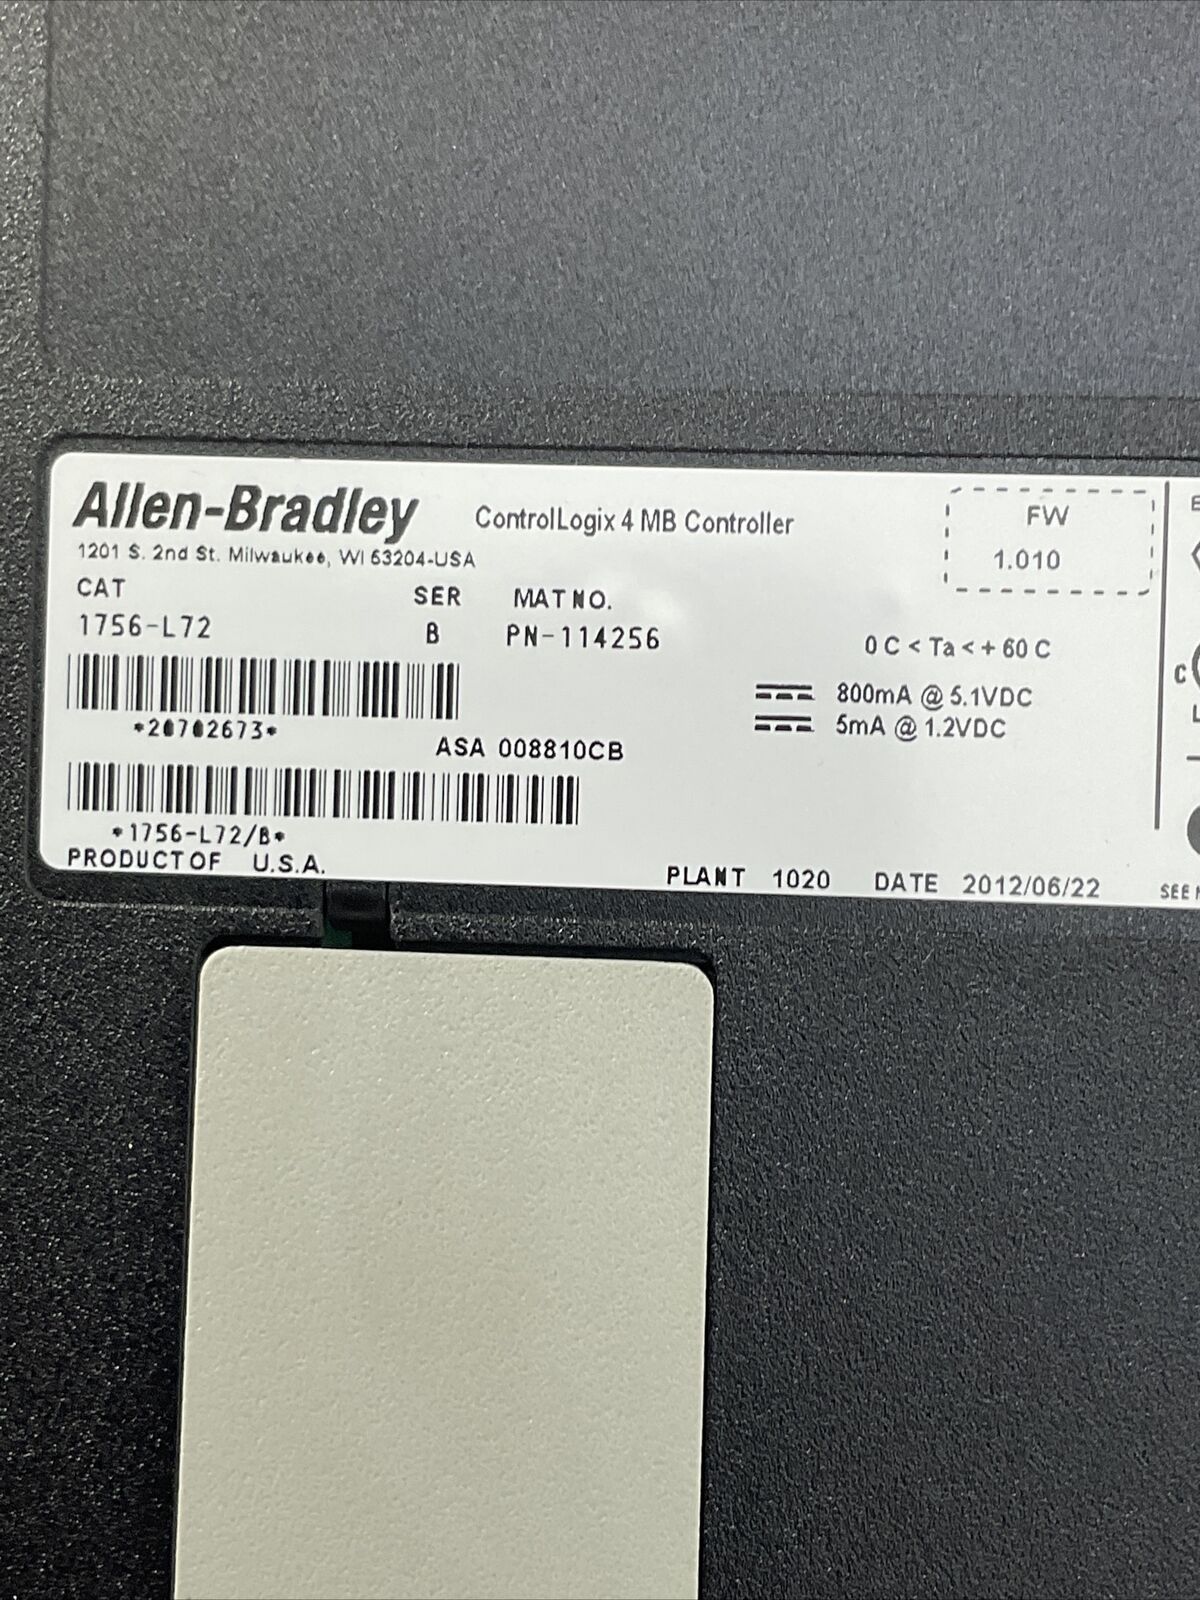 Allen-Bradley ControlLogix 4 MB Controller FW
1201 S. 2nd St. Milwaukee, WI 53204-USA 1.010
CAT SER MAT NO.
1756-L72 B PN-114256 0 C < Ta < + 60 C
*20702673* 800mA @ 5.1VDC
5mA @ 1.2VDC
ASA 008810CB
*1756-L72/B*
PRODUCT OF U.S.A. PLANT 1020 DATE 2012/06/22 SEE